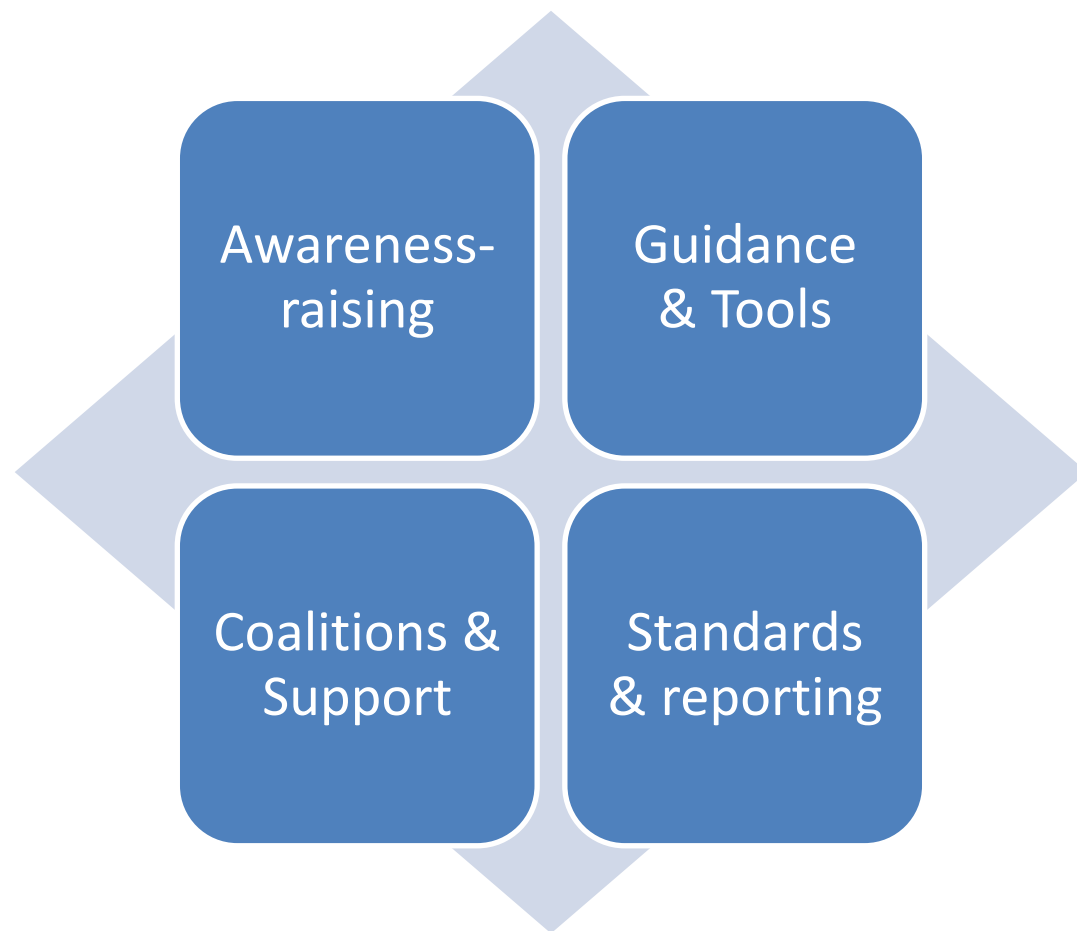 Awareness-
raising
Guidance
& Tools
Coalitions &
Support
Standards
& reporting